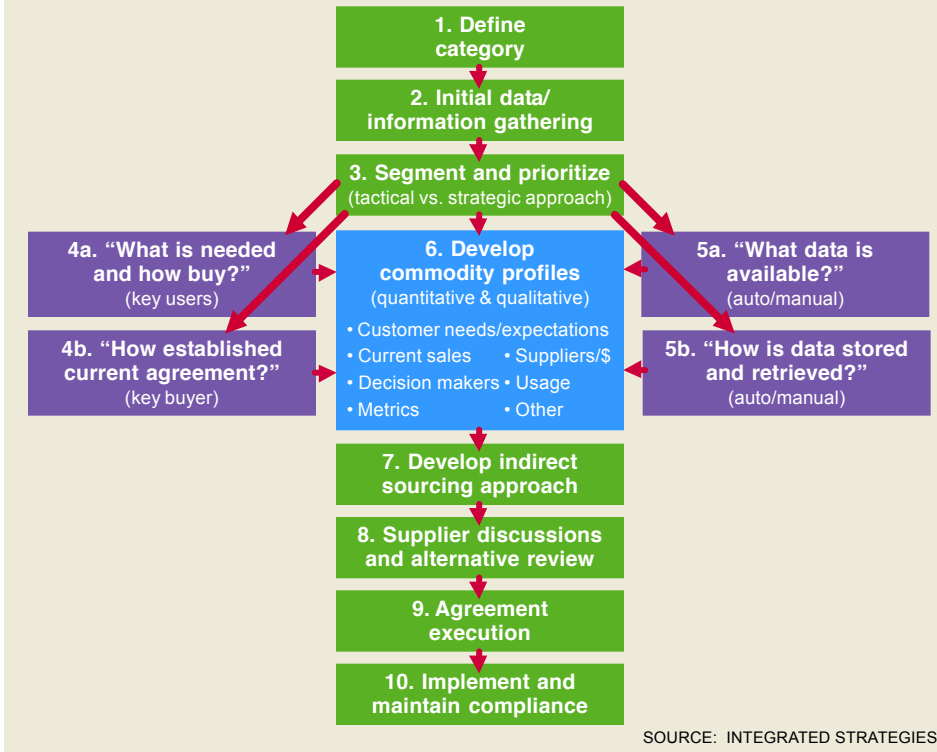 1. Define
category
2. Initial data/
information gathering
3. Segment and prioritize
(tactical vs. strategic approach)
4a. “What is needed
and how buy?”
(key users)
4b. “How established
current agreement?”
(key buyer)
6. Develop
commodity profiles
(quantitative & qualitative)
• Customer needs/expectations
• Current sales • Suppliers/$
• Decision makers • Usage
• Metrics • Other
5a. “What data is
available?”
(auto/manual)
5b. “How is data stored
and retrieved?”
(auto/manual)
7. Develop indirect
sourcing approach
8. Supplier discussions
and alternative review
9. Agreement
execution
10. Implement and
maintain compliance
SOURCE: INTEGRATED STRATEGIES